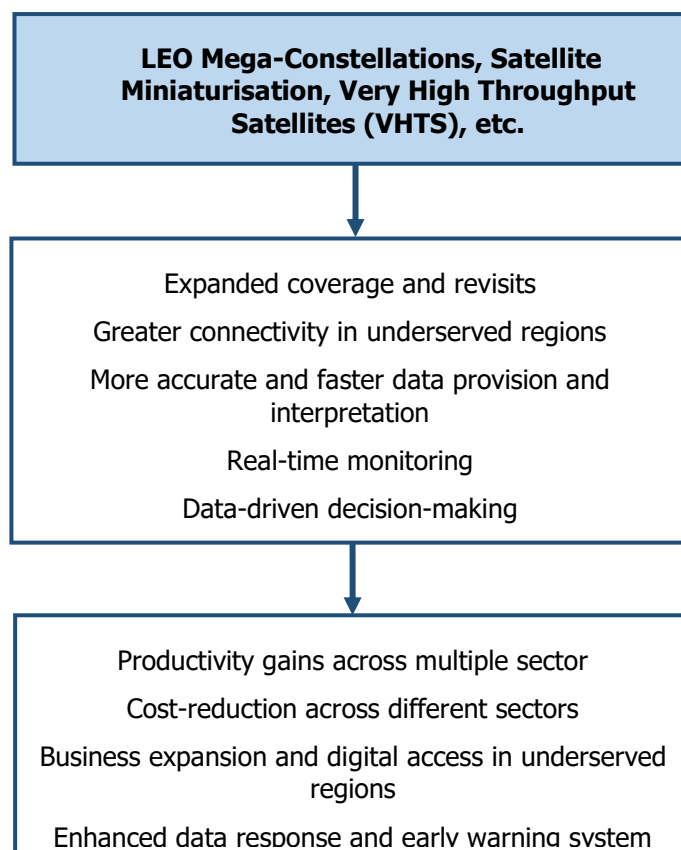 LEO Mega-Constellations, Satellite
Miniaturisation, Very High Throughput
Satellites (VHTS), etc.
Expanded coverage and revisits
Greater connectivity in underserved regions
More accurate and faster data provision and
interpretation
Real-time monitoring
Data-driven decision-making
Productivity gains across multiple sector
Cost-reduction across different sectors
Business expansion and digital access in underserved
regions
Enhanced data response and early warning system